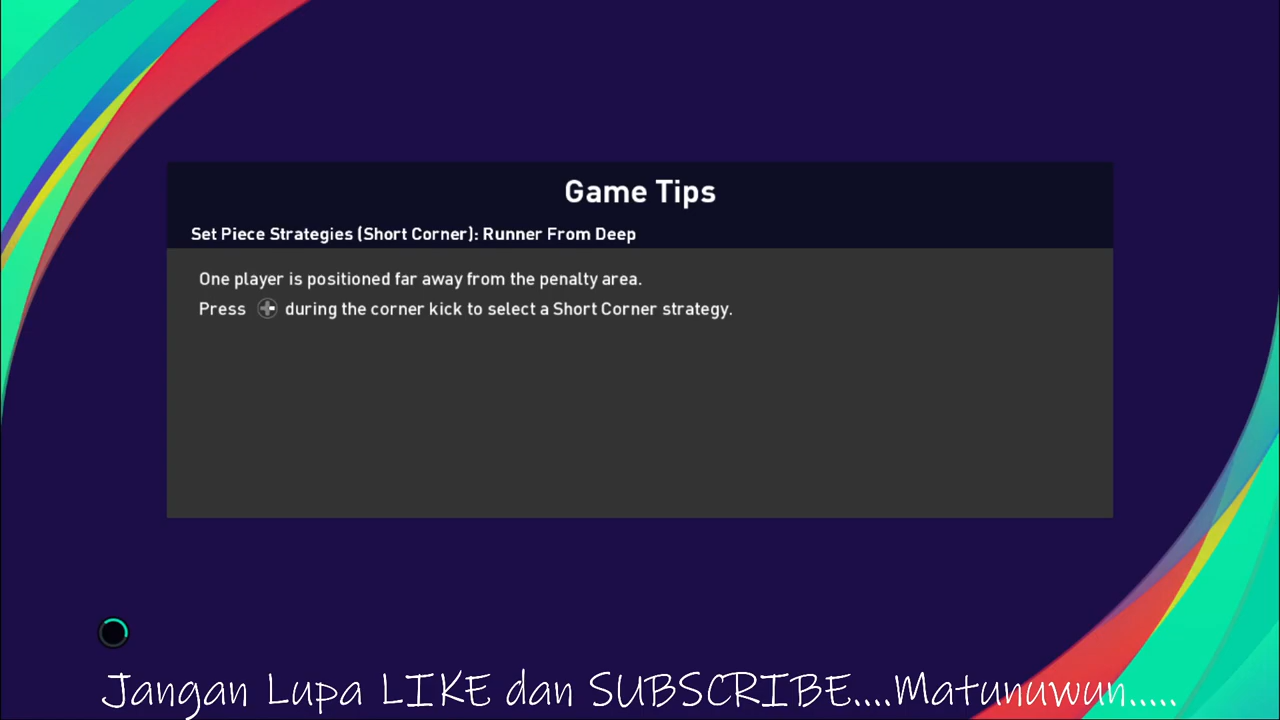 Game Tips
Set Piece Strategies (Short Corner): Runner From Deep
One player is positioned far away from the penalty area.
Press during the corner kick to select a Short Corner strategy.
Jangan Lupa LIKE dan SUBSCRIBE....Matunuwun.....